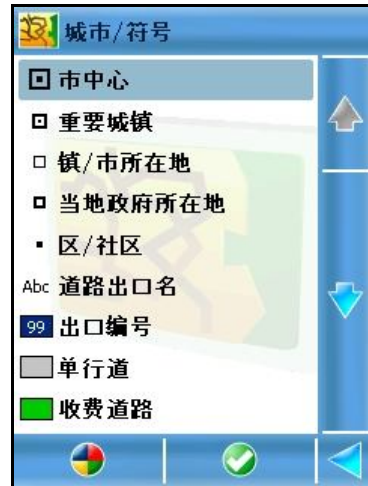 城市/符号
市中心
重要城镇
镇/市所在地
当地政府所在地
区/社区
Abc 道路出口名
99 出口编号
单行道
收费道路